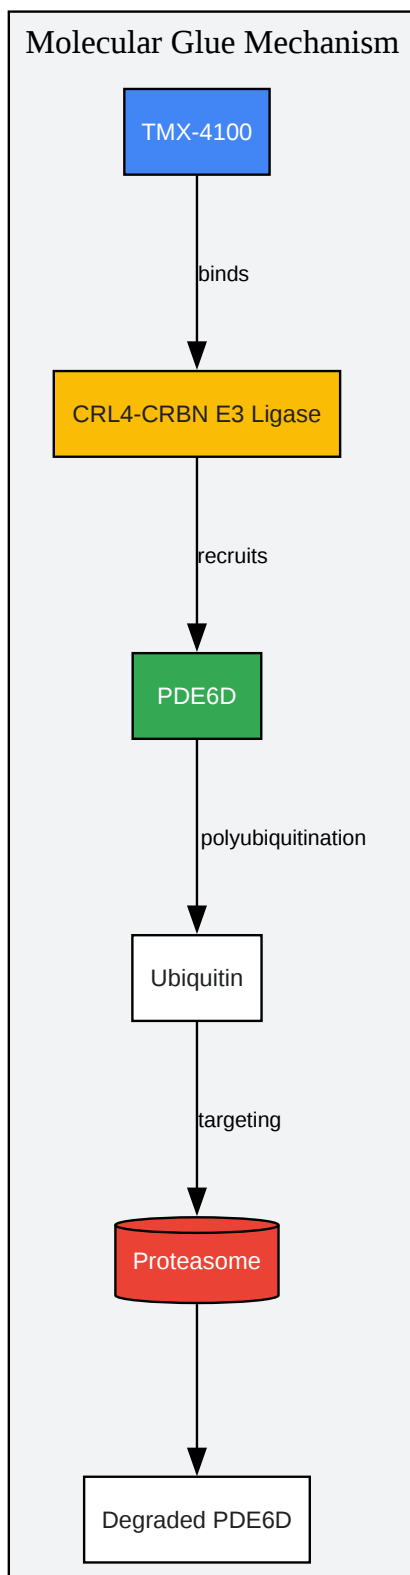 Molecular Glue Mechanism
TMX-4100
binds
CRL4-CRBN E3 Ligase
recruits
PDE6D
polyubiquitination
Ubiquitin
targeting
Proteasome
Degraded PDE6D